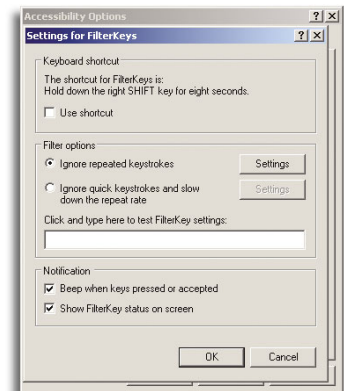 Accessibility Options
Settings for FilterKeys
Keyboard shortcut
The shortcut for FilterKeys is:
Hold down the right SHIFT key for eight seconds.
Use shortcut
Filter options
Ignore repeated keystrokes
Settings
Ignore quick keystrokes and slow
down the repeat rate
Settings
Click and type here to test FilterKey settings:
Notification
Beep when keys pressed or accepted
Show FilterKey status on screen
OK
Cancel